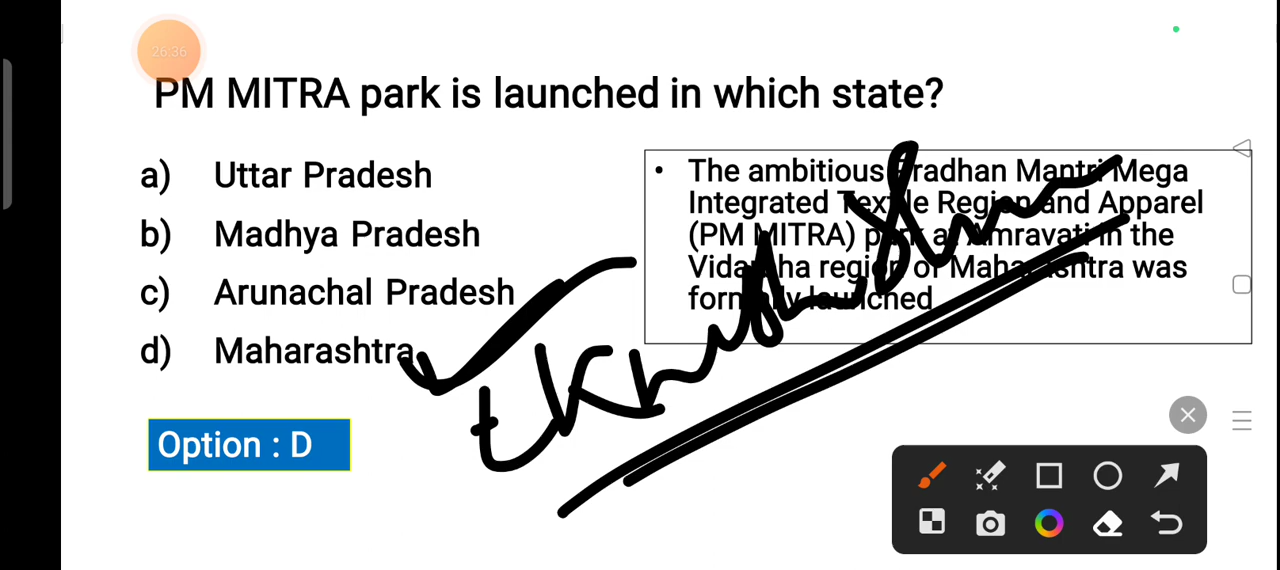 26:36
PM MITRA park is launched in which state?
a) Uttar Pradesh
b) Madhya Pradesh
c) Arunachal Pradesh
d) Maharashtra
Option : D
• The ambitious Pradhan Mantri Mega
Integrated Textile Region and Apparel
(PM MITRA) park at Amravati in the
Vidarbha region of Maharashtra was
formally launched